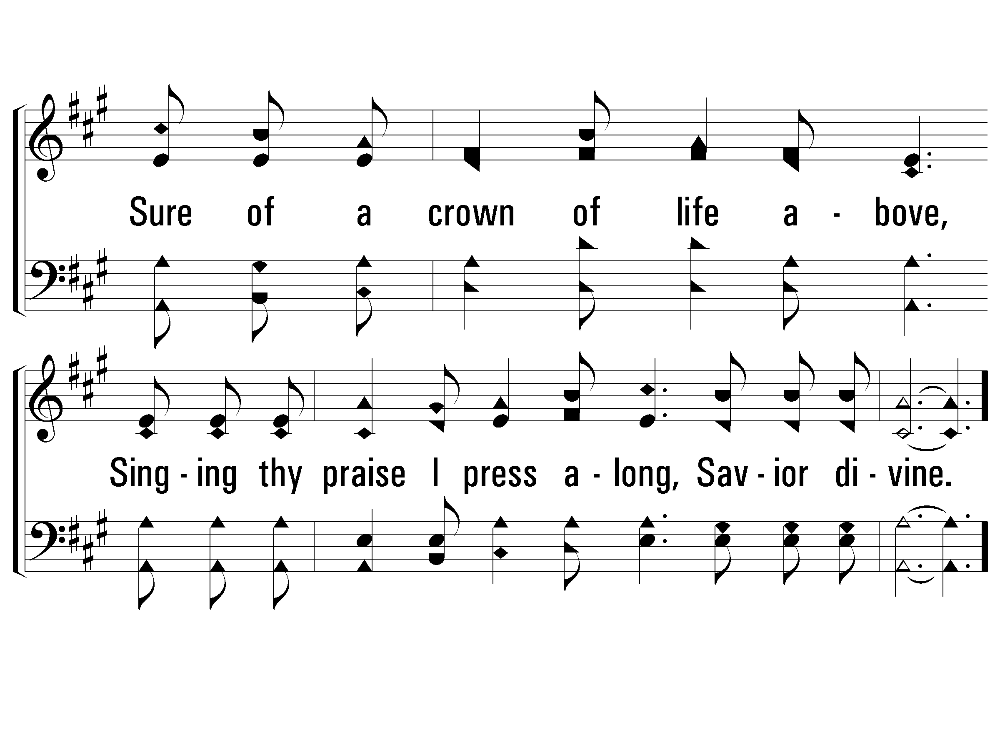 Sure of a crown of life a - bove,
Sing - ing thy praise I press a - long, Sav - ior di - vine.